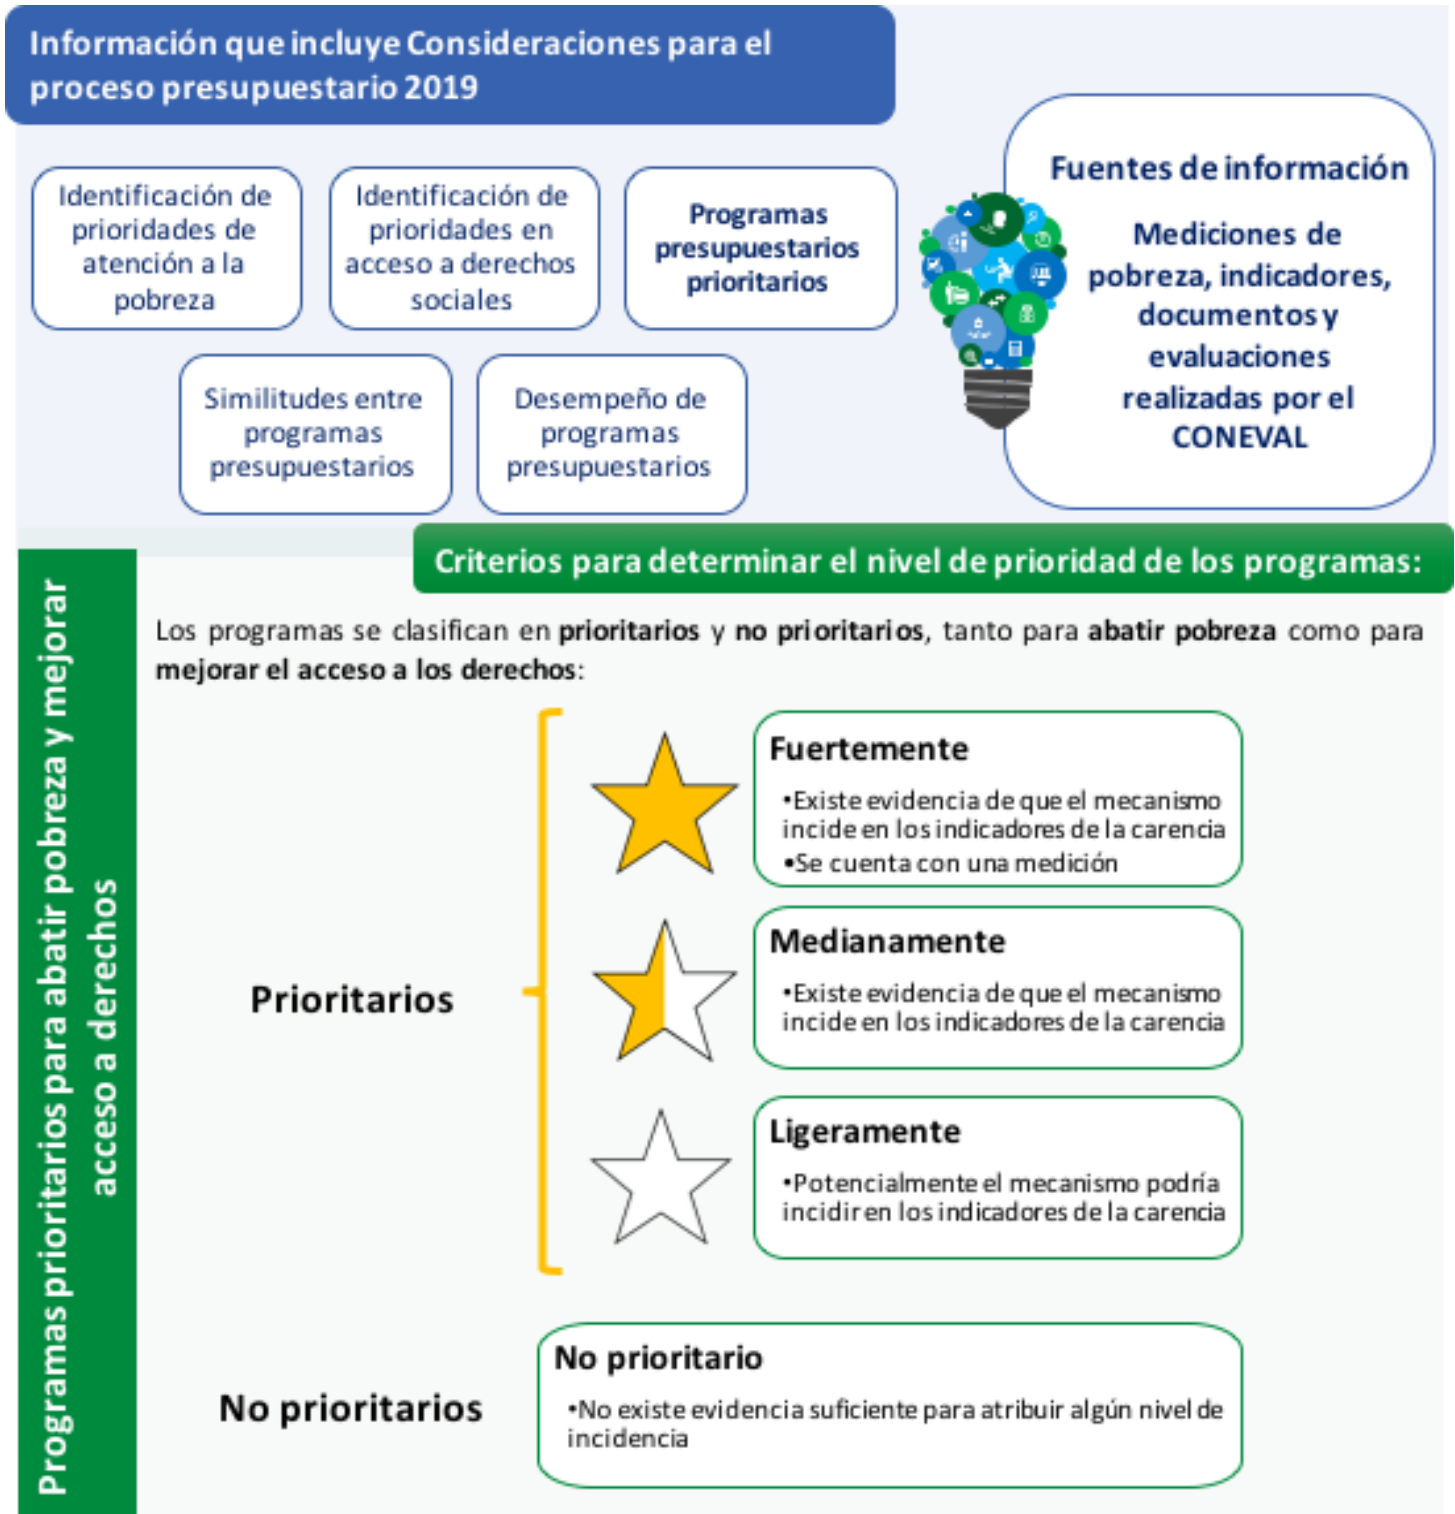 Información que incluye Consideraciones para el
proceso presupuestario 2019
Identificación de
prioridades de
atención a la
pobreza
Identificación de
prioridades en
acceso a derechos
sociales
Programas
presupuestarios
prioritarios
Similitudes entre
programas
presupuestarios
Desempeño de
programas
presupuestarios
Fuentes de información
Mediciones de
pobreza, indicadores,
documentos y
evaluaciones
realizadas por el
CONEVAL
Criterios para determinar el nivel de prioridad de los programas:
Programas prioritarios para abatir pobreza y mejorar
acceso a derechos
Los programas se clasifican en prioritarios y no prioritarios, tanto para abatir pobreza como para
mejorar el acceso a los derechos:
Prioritarios
Fuertemente
•Existe evidencia de que el mecanismo
incide en los indicadores de la carencia
•Se cuenta con una medición
Medianamente
•Existe evidencia de que el mecanismo
incide en los indicadores de la carencia
Ligeramente
•Potencialmente el mecanismo podría
incidir en los indicadores de la carencia
No prioritarios
No prioritario
•No existe evidencia suficiente para atribuir algún nivel de
incidencia